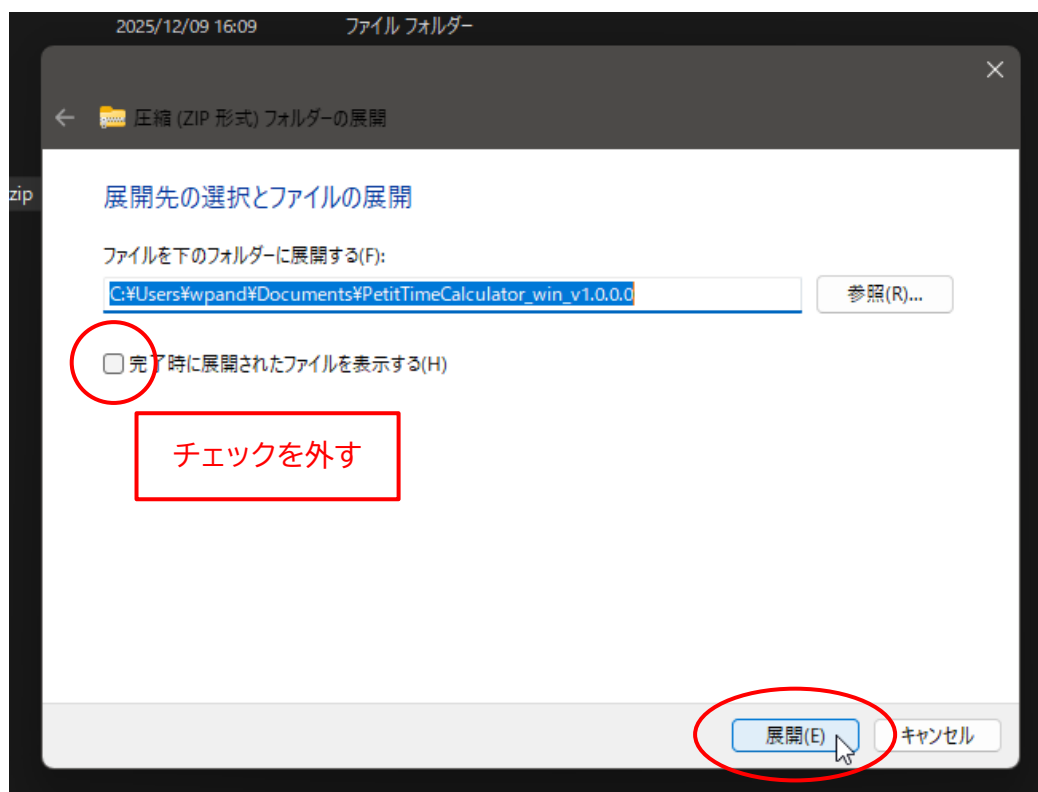 2025/12/09 16:09 ファイル フォルダー
圧縮 (ZIP 形式) フォルダーの展開
zip
展開先の選択とファイルの展開
ファイルを下のフォルダーに展開する(F):
C:¥Users¥wpand¥Documents¥PetitTimeCalculator_win_v1.0.0.0
参照(R)...
完了時に展開されたファイルを表示する(H)
チェックを外す
展開(E) キャンセル